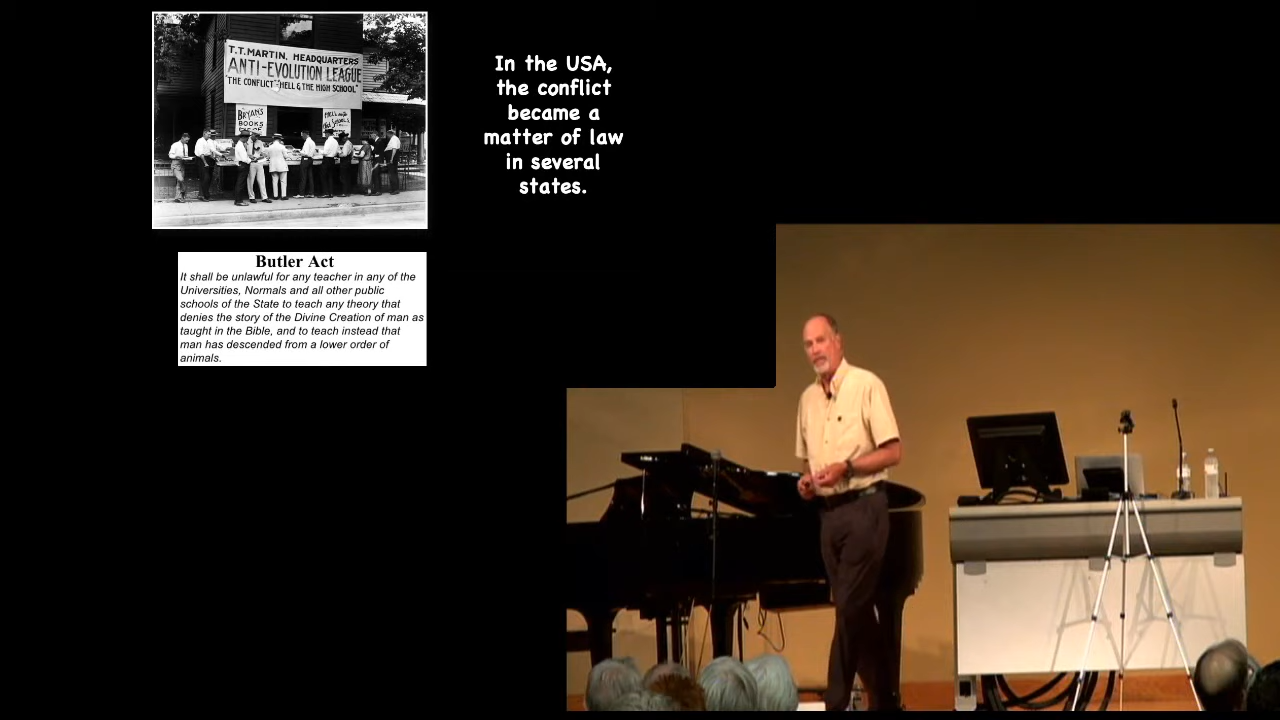 T.T. MARTIN. HEADQUARTERS
ANTI-EVOLUTION LEAGUE
"THE CONFLICT"-"HELL & THE HIGH SCHOOL"
BRYAN'S
BOOKS
In the USA,
the conflict
became a
matter of law
in several
states.
Butler Act
It shall be unlawful for any teacher in any of the
Universities, Normals and all other public
schools of the State to teach any theory that
denies the story of the Divine Creation of man as
taught in the Bible, and to teach instead that
man has descended from a lower order of
animals.